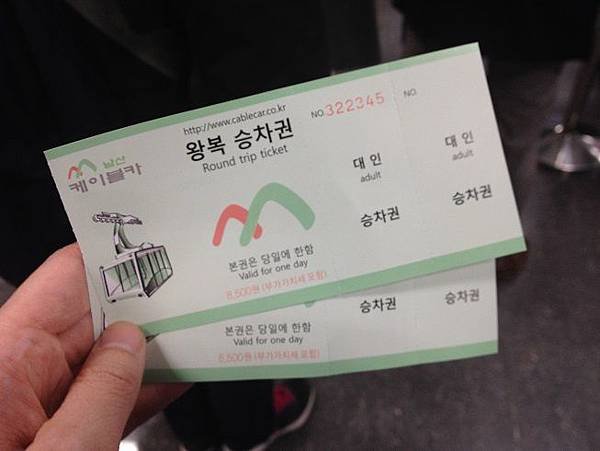 http://www.cablecar.co.kr
왕복 승차권
Round trip ticket
남산
케이블카
NO.322345
NO.
대 인
adult
승차권
대 인
adult
승차권
본권은 당일에 한함
Valid for one day
8,500원 (부가가치세 포함)
승차권
승차권
본권은 당일에 한함
Valid for one day
8,500원 (부가가치세 포함)